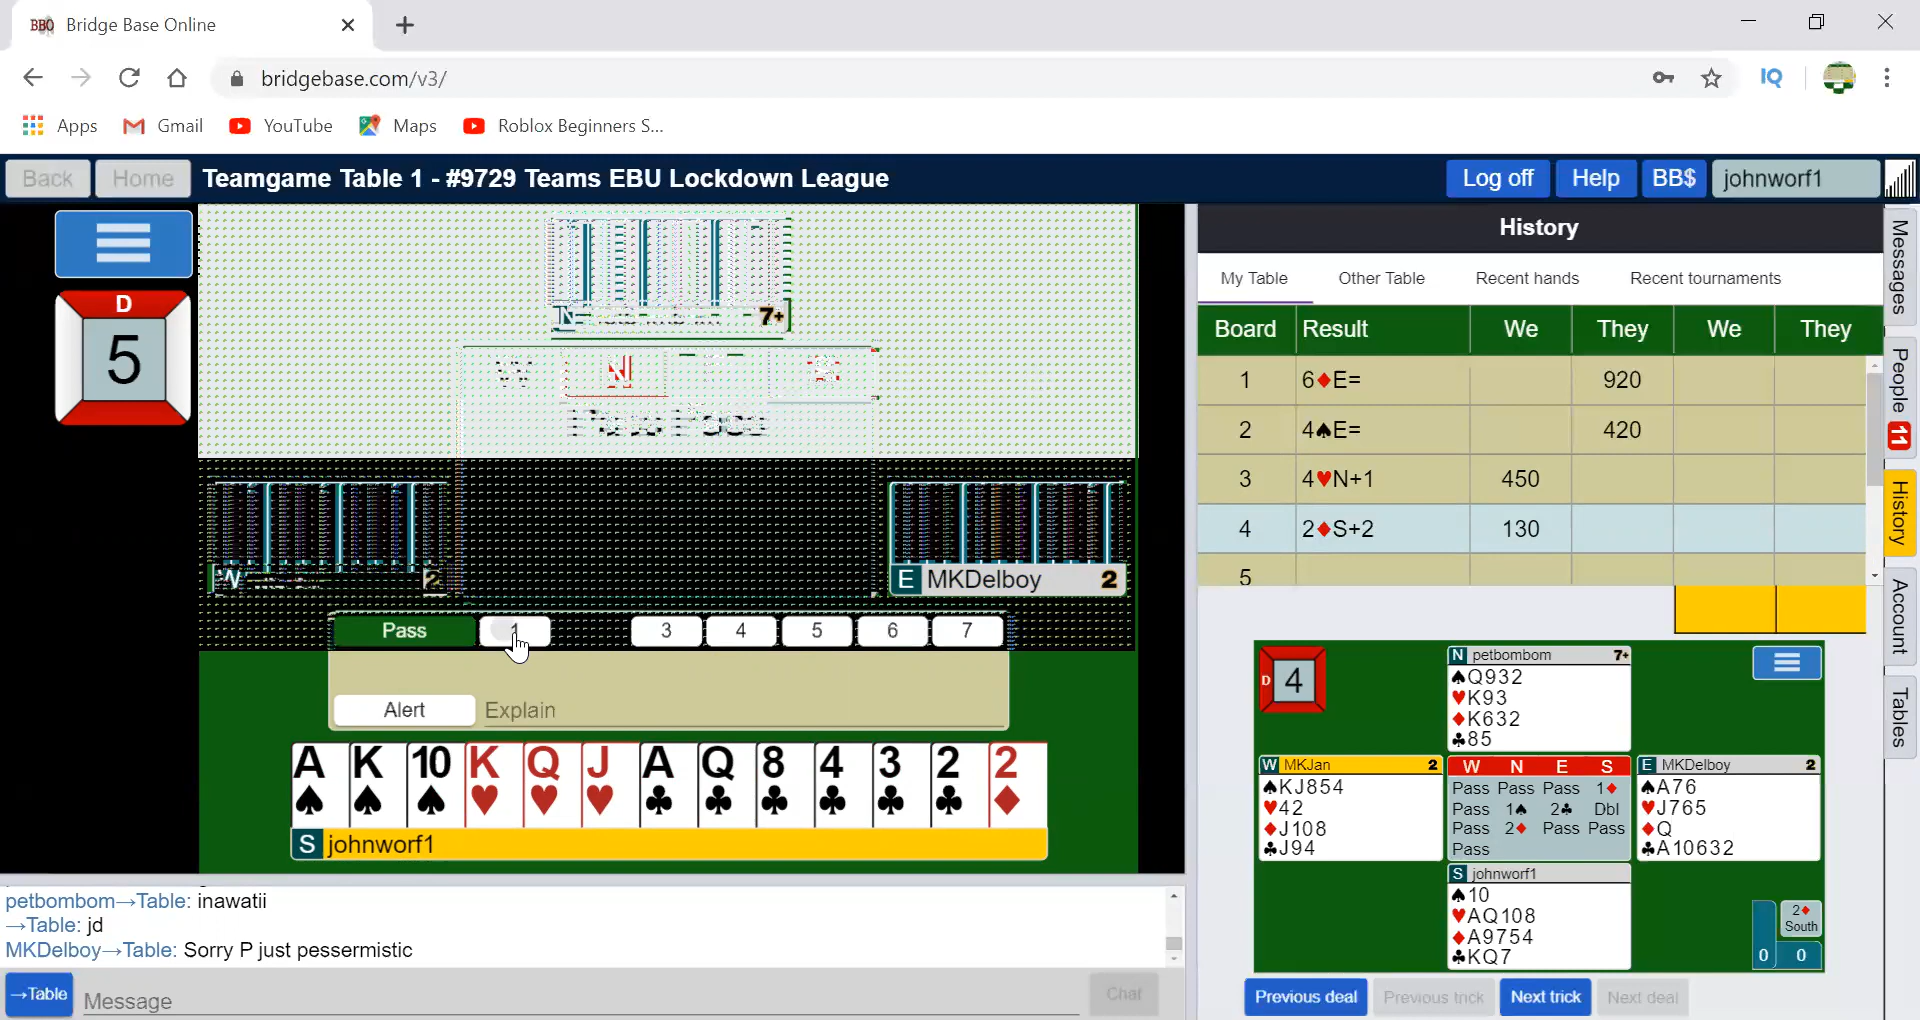 BBO Bridge Base Online
bridgebase.com/v3/
IQ
Apps Gmail YouTube Maps Roblox Beginners S...
Back Home Teamgame Table 1 - #9729 Teams EBU Lockdown League Log off Help BB$ johnworf1
D
5
N 7+
W N
W 2
E MKDelboy 2
Pass 1 3 4 5 6 7
Alert Explain
A♠ K♠ 10♠ K♥ Q♥ J♥ A♣ Q♣ 8♣ 4♣ 3♣ 2♣ 2♦
S johnworf1
petbombom→Table: inawatii
→Table: jd
MKDelboy→Table: Sorry P just pessermistic
→Table Message Chat
History
My Table Other Table Recent hands Recent tournaments
Board Result We They We They
1 6♦E= 920
2 4♠E= 420
3 4♥N+1 450
4 2♦S+2 130
5
D 4
N petbombom 7+
♠Q932
♥K93
♦K632
♣85
W MKJan 2
♠KJ854
♥42
♦J108
♣J94
W N E S
Pass Pass Pass 1♦
Pass 1♠ 2♣ Dbl
Pass 2♦ Pass Pass
Pass
E MKDelboy 2
♠A76
♥J765
♦Q
♣A10632
S johnworf1
♠10
♥AQ108
♦A9754
♣KQ7
2♦
South
0 0
Previous deal Previous trick Next trick Next deal
Messages
People 11
History
Account
Tables